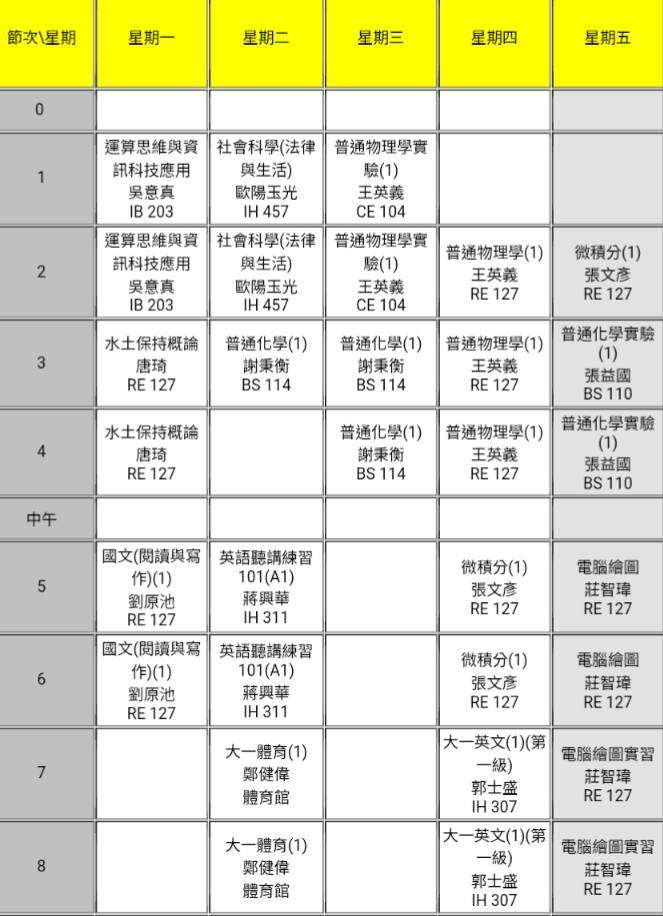 節次\星期 星期一 星期二 星期三 星期四 星期五
0
1
運算思維與資
訊科技應用
吳意真
IB 203
社會科學(法律
與生活)
歐陽玉光
IH 457
普通物理學實
驗(1)
王英義
CE 104
2
運算思維與資
訊科技應用
吳意真
IB 203
社會科學(法律
與生活)
歐陽玉光
IH 457
普通物理學實
驗(1)
王英義
CE 104
普通物理學(1)
王英義
RE 127
微積分(1)
張文彥
RE 127
3
水土保持概論
唐琦
RE 127
普通化學(1)
謝秉衡
BS 114
普通化學(1)
謝秉衡
BS 114
普通物理學(1)
王英義
RE 127
普通化學實驗
(1)
張益國
BS 110
4
水土保持概論
唐琦
RE 127
普通化學(1)
謝秉衡
BS 114
普通物理學(1)
王英義
RE 127
普通化學實驗
(1)
張益國
BS 110
中午
5
國文(閱讀與寫
作)(1)
劉原池
RE 127
英語聽講練習
101(A1)
蔣興華
IH 311
微積分(1)
張文彥
RE 127
電腦繪圖
莊智瑋
RE 127
6
國文(閱讀與寫
作)(1)
劉原池
RE 127
英語聽講練習
101(A1)
蔣興華
IH 311
微積分(1)
張文彥
RE 127
電腦繪圖
莊智瑋
RE 127
7
大一體育(1)
鄭健偉
體育館
大一英文(1)(第
一級)
郭士盛
IH 307
電腦繪圖實習
莊智瑋
RE 127
8
大一體育(1)
鄭健偉
體育館
大一英文(1)(第
一級)
郭士盛
IH 307
電腦繪圖實習
莊智瑋
RE 127